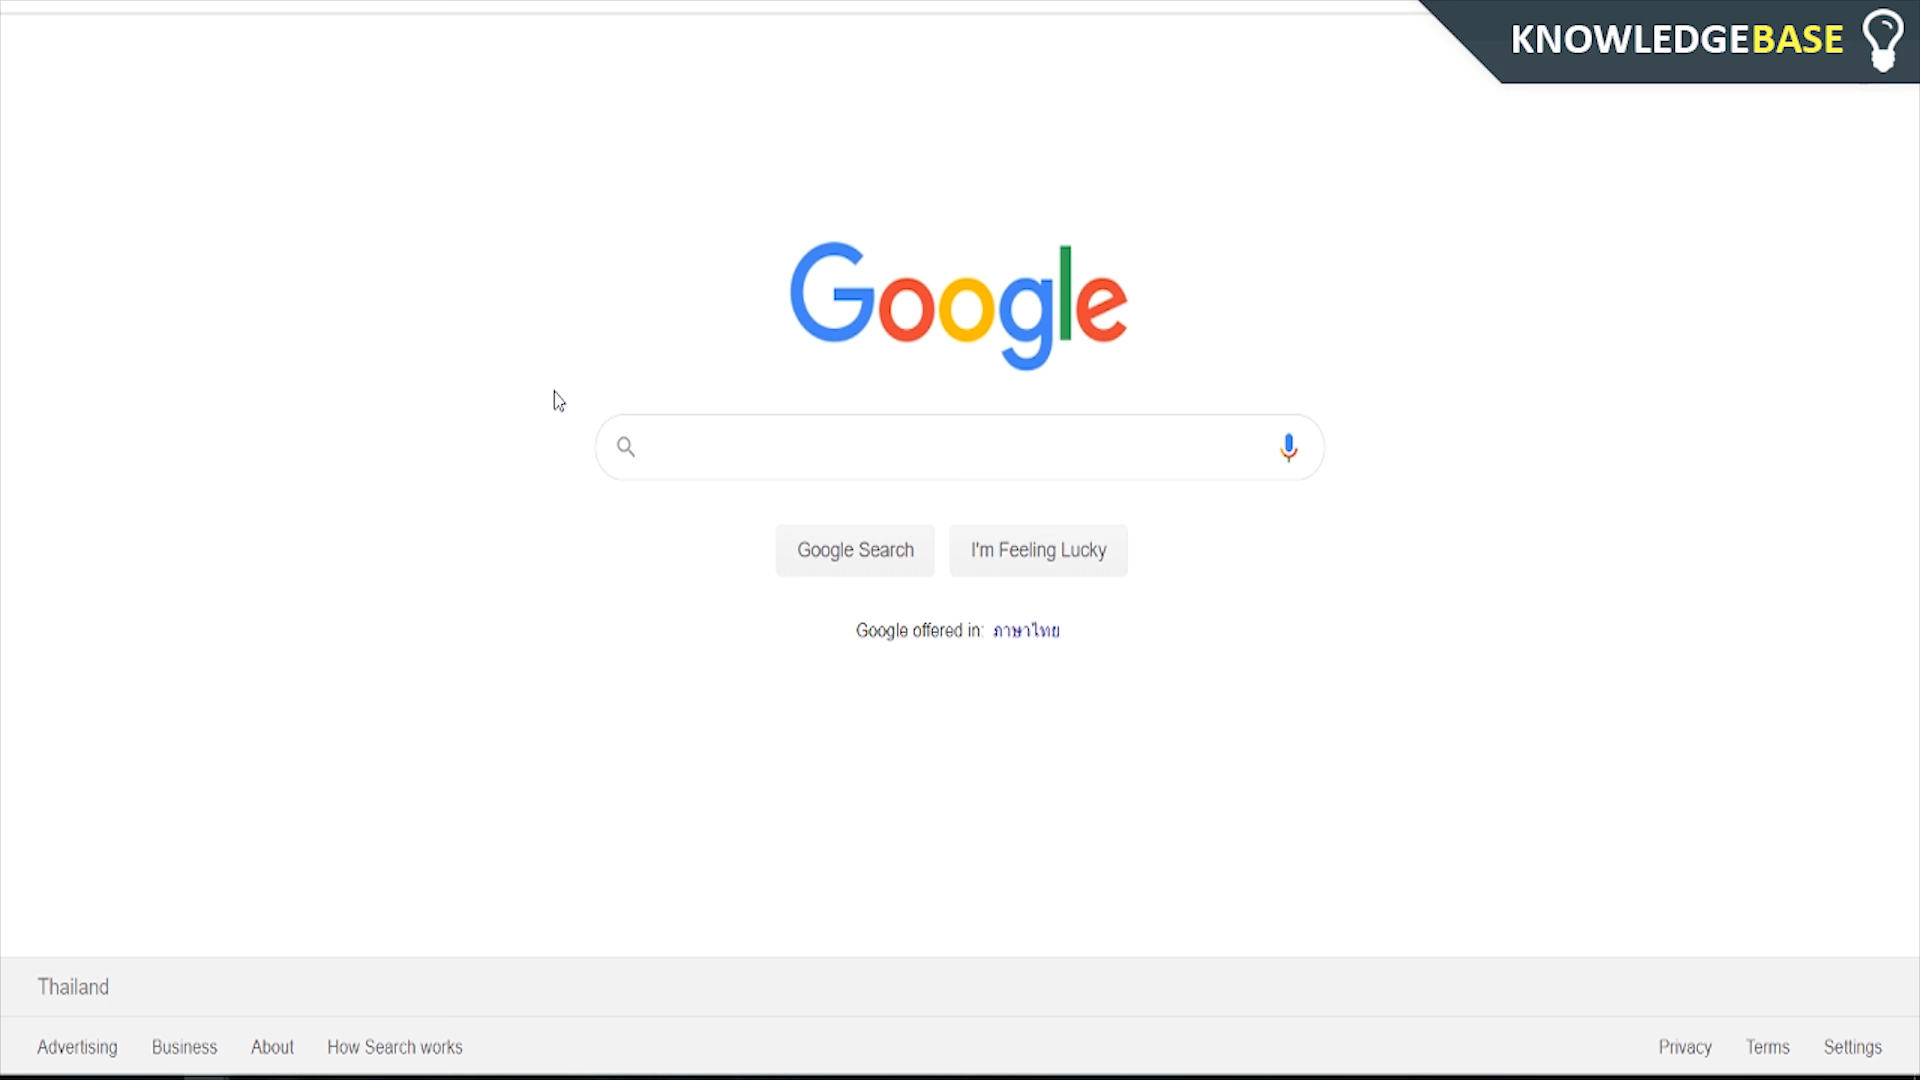 KNOWLEDGEBASE
Google
Google Search
I'm Feeling Lucky
Google offered in: ภาษาไทย
Thailand
Advertising Business About How Search works
Privacy Terms Settings